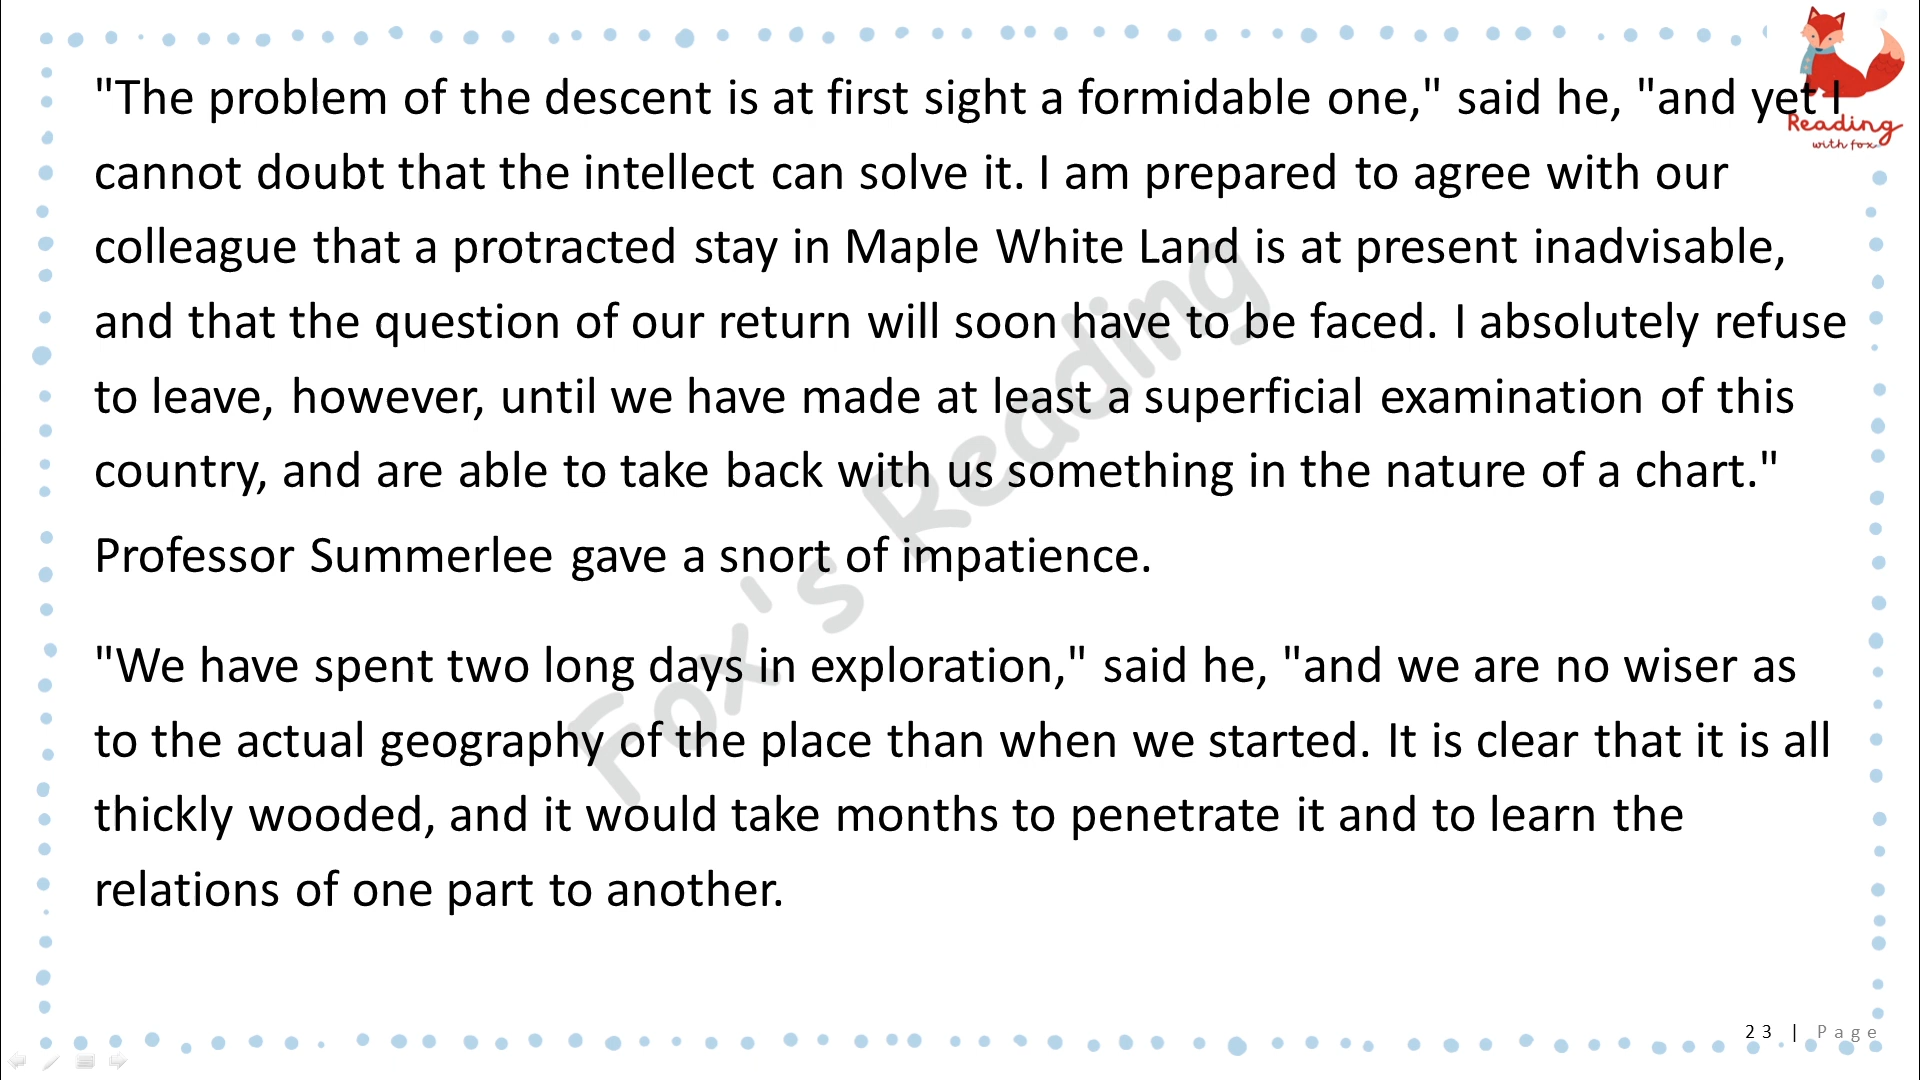 "The problem of the descent is at first sight a formidable one," said he, "and yet I
Reading
with fox
cannot doubt that the intellect can solve it. I am prepared to agree with our
colleague that a protracted stay in Maple White Land is at present inadvisable,
and that the question of our return will soon have to be faced. I absolutely refuse
to leave, however, until we have made at least a superficial examination of this
country, and are able to take back with us something in the nature of a chart."
Professor Summerlee gave a snort of impatience.
"We have spent two long days in exploration," said he, "and we are no wiser as
to the actual geography of the place than when we started. It is clear that it is all
thickly wooded, and it would take months to penetrate it and to learn the
relations of one part to another.
Fox's Reading
23 | Page